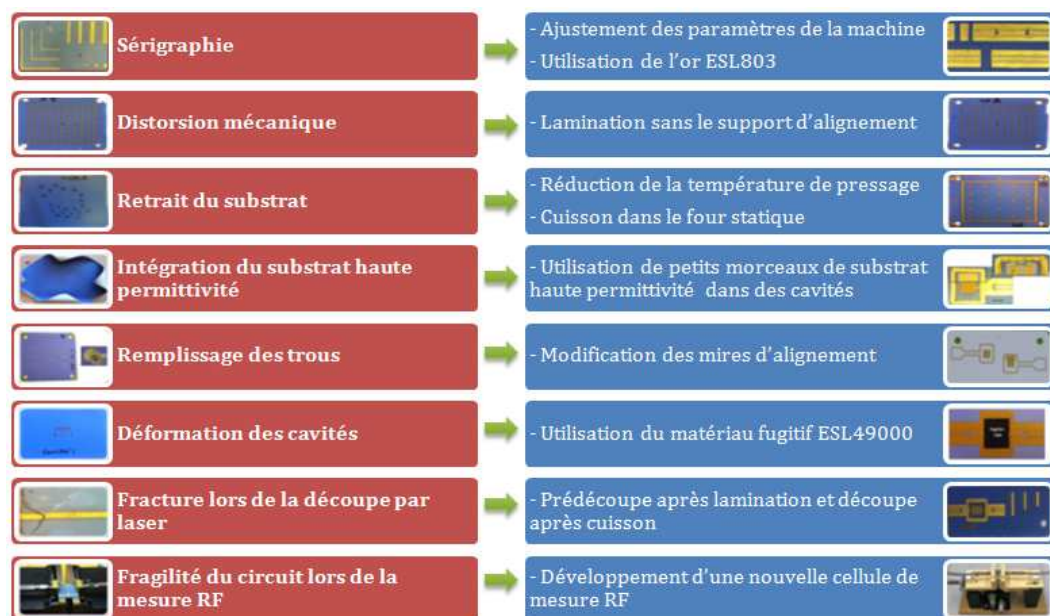 Sérigraphie
- Ajustement des paramètres de la machine
- Utilisation de l'or ESL803
Distorsion mécanique
- Lamination sans le support d'alignement
Retrait du substrat
- Réduction de la température de pressage
- Cuisson dans le four statique
Intégration du substrat haute
permittivité
- Utilisation de petits morceaux de substrat
haute permittivité dans des cavités
Remplissage des trous
- Modification des mires d'alignement
Déformation des cavités
- Utilisation du matériau fugitif ESL49000
Fracture lors de la découpe par
laser
- Prédécoupe après lamination et découpe
après cuisson
Fragilité du circuit lors de la
mesure RF
- Développement d'une nouvelle cellule de
mesure RF